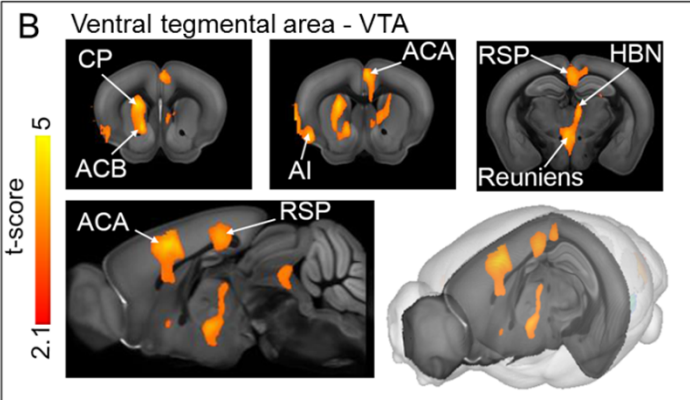 B
Ventral tegmental area - VTA
CP
ACB
ACA
AI
RSP
HBN
Reuniens
5
t-score
2.1
ACA
RSP